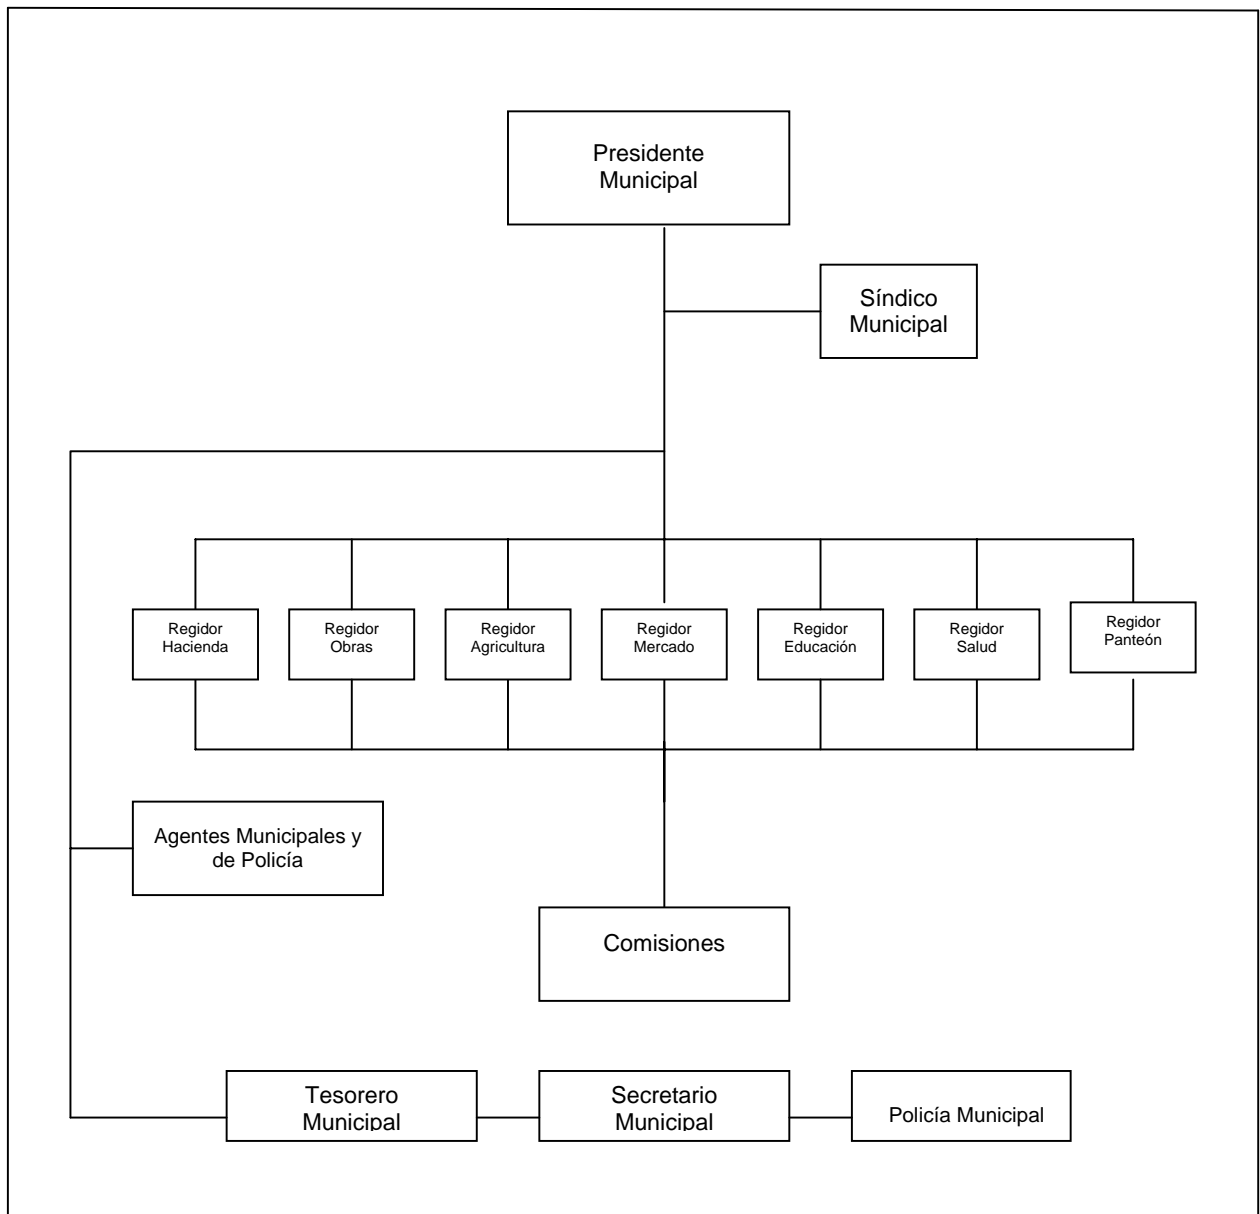 Presidente
Municipal
Síndico
Municipal
Regidor
Hacienda
Regidor
Obras
Regidor
Agricultura
Regidor
Mercado
Regidor
Educación
Regidor
Salud
Regidor
Panteón
Agentes Municipales y
de Policía
Comisiones
Tesorero
Municipal
Secretario
Municipal
Policía Municipal